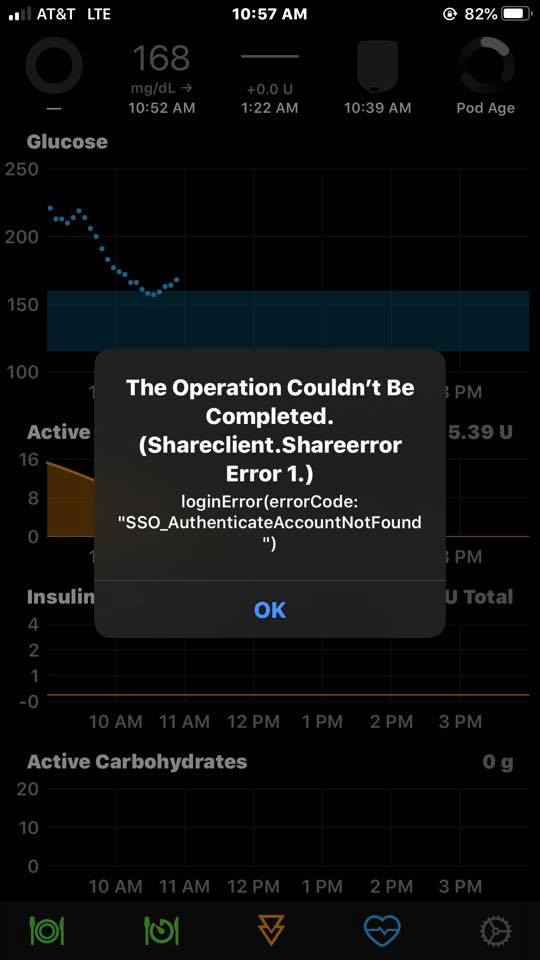 AT&T LTE 10:57 AM 82%
168
mg/dL → +0.0 U
— 10:52 AM 1:22 AM 10:39 AM Pod Age
Glucose
250
200
150
100
3 PM
The Operation Couldn't Be
Completed.
(Shareclient.Shareerror
Error 1.)
loginError(errorCode:
"SSO_AuthenticateAccountNotFound
")
OK
Active 5.39 U
16
8
0
1 3 PM
Insulin U Total
4
2
1
-0
10 AM 11 AM 12 PM 1 PM 2 PM 3 PM
Active Carbohydrates 0 g
20
10
0
10 AM 11 AM 12 PM 1 PM 2 PM 3 PM